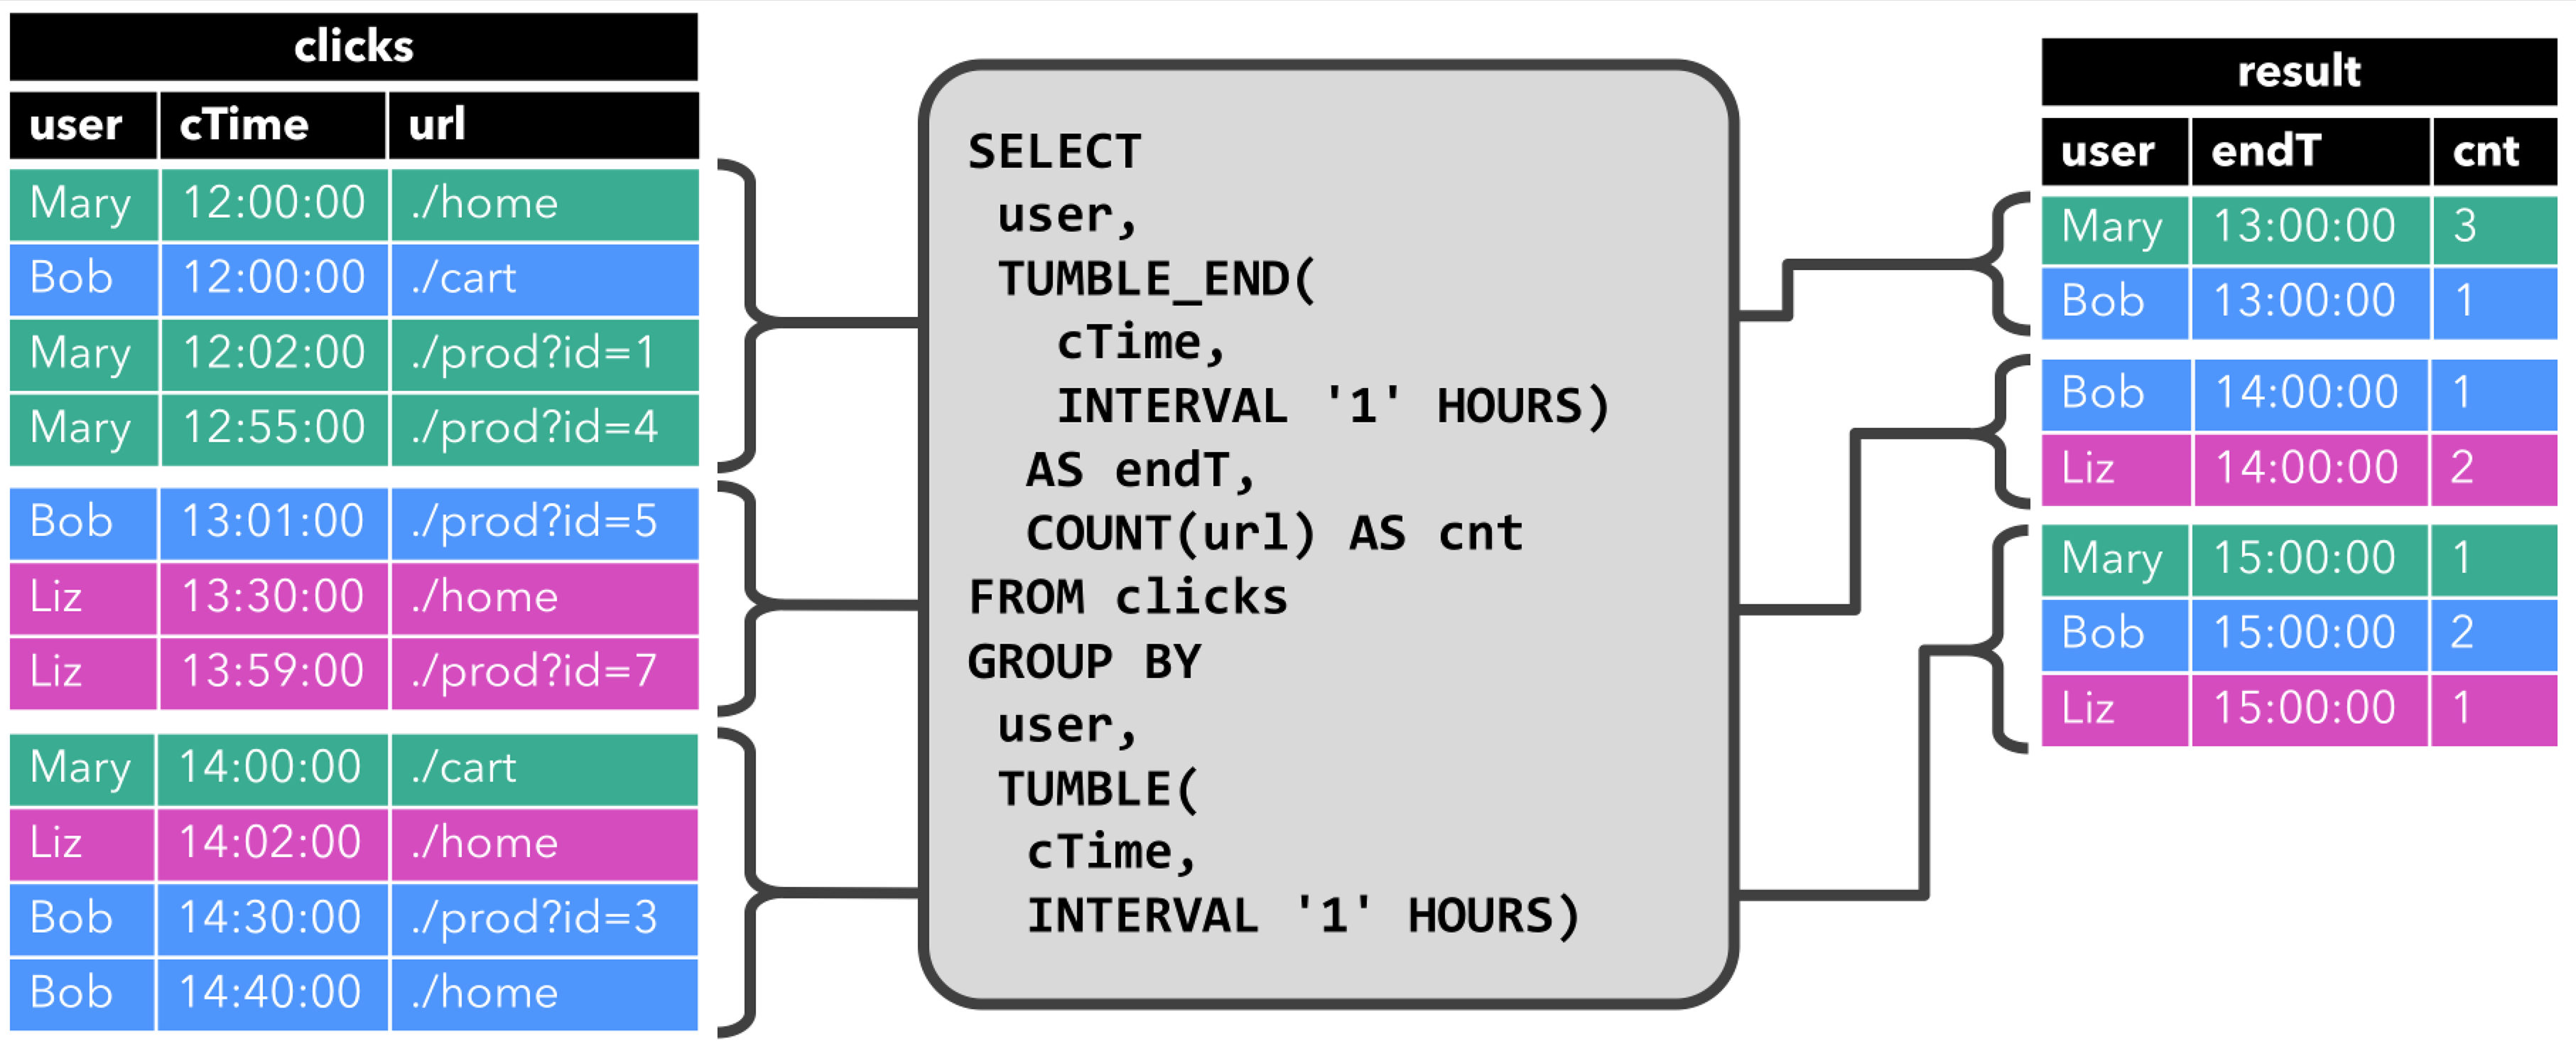 clicks
user cTime url
Mary 12:00:00 ./home
Bob 12:00:00 ./cart
Mary 12:02:00 ./prod?id=1
Mary 12:55:00 ./prod?id=4
Bob 13:01:00 ./prod?id=5
Liz 13:30:00 ./home
Liz 13:59:00 ./prod?id=7
Mary 14:00:00 ./cart
Liz 14:02:00 ./home
Bob 14:30:00 ./prod?id=3
Bob 14:40:00 ./home
SELECT
user,
TUMBLE_END(
cTime,
INTERVAL '1' HOURS)
AS endT,
COUNT(url) AS cnt
FROM clicks
GROUP BY
user,
TUMBLE(
cTime,
INTERVAL '1' HOURS)
result
user endT cnt
Mary 13:00:00 3
Bob 13:00:00 1
Bob 14:00:00 1
Liz 14:00:00 2
Mary 15:00:00 1
Bob 15:00:00 2
Liz 15:00:00 1